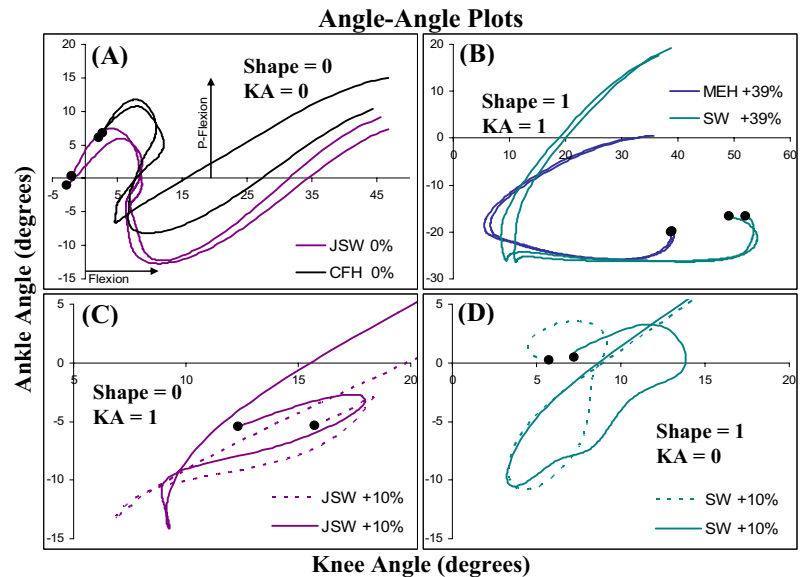 Angle-Angle Plots
Ankle Angle (degrees)
(A)
Shape = 0
KA = 0
P-Flexion
Flexion
20
15
10
5
0
-5
-10
-15
-5 5 15 25 35 45
JSW 0%
CFH 0%
(B)
Shape = 1
KA = 1
MEH +39%
SW +39%
20
10
0
-10
-20
-30
0 10 20 30 40 50 60
(C)
Shape = 0
KA = 1
5
0
-5
-10
-15
5 10 15 20
JSW +10%
JSW +10%
(D)
Shape = 1
KA = 0
5
0
-5
-10
-15
0 5 10 15 20
SW +10%
SW +10%
Knee Angle (degrees)